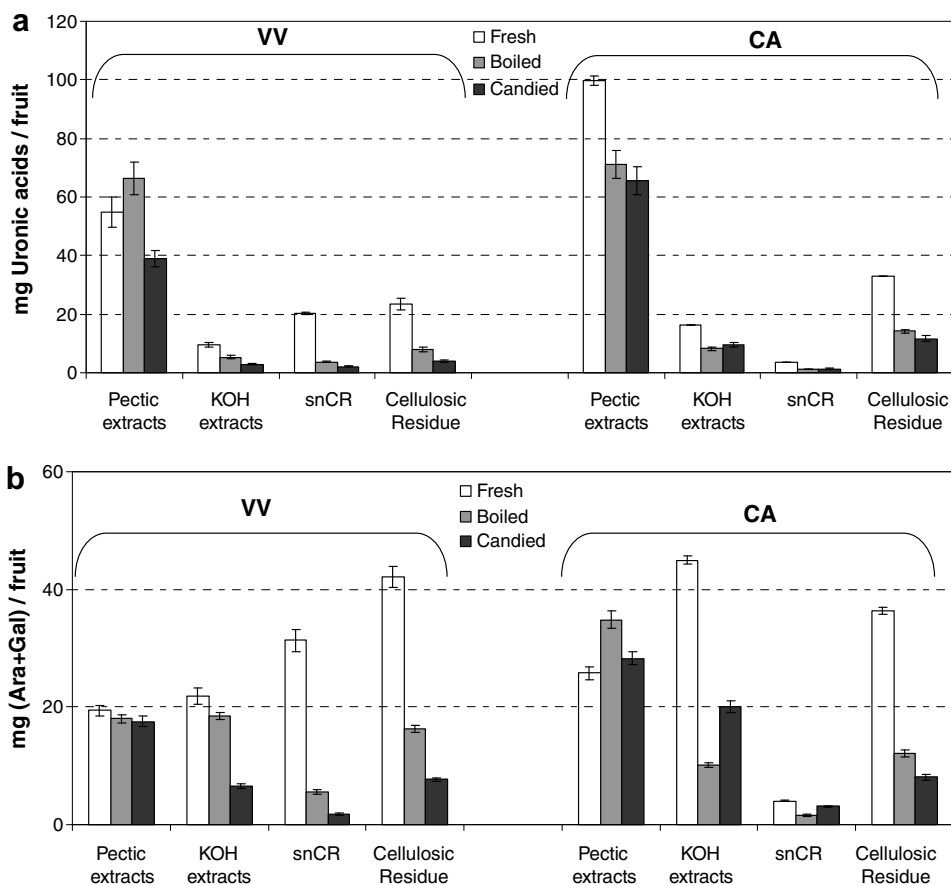 a
mg Uronic acids / fruit
120
100
80
60
40
20
0
VV
Fresh
Boiled
Candied
CA
Pectic extracts
KOH extracts
snCR
Cellulosic Residue
Pectic extracts
KOH extracts
snCR
Cellulosic Residue
b
mg (Ara+Gal) / fruit
60
40
20
0
VV
Fresh
Boiled
Candied
CA
Pectic extracts
KOH extracts
snCR
Cellulosic Residue
Pectic extracts
KOH extracts
snCR
Cellulosic Residue